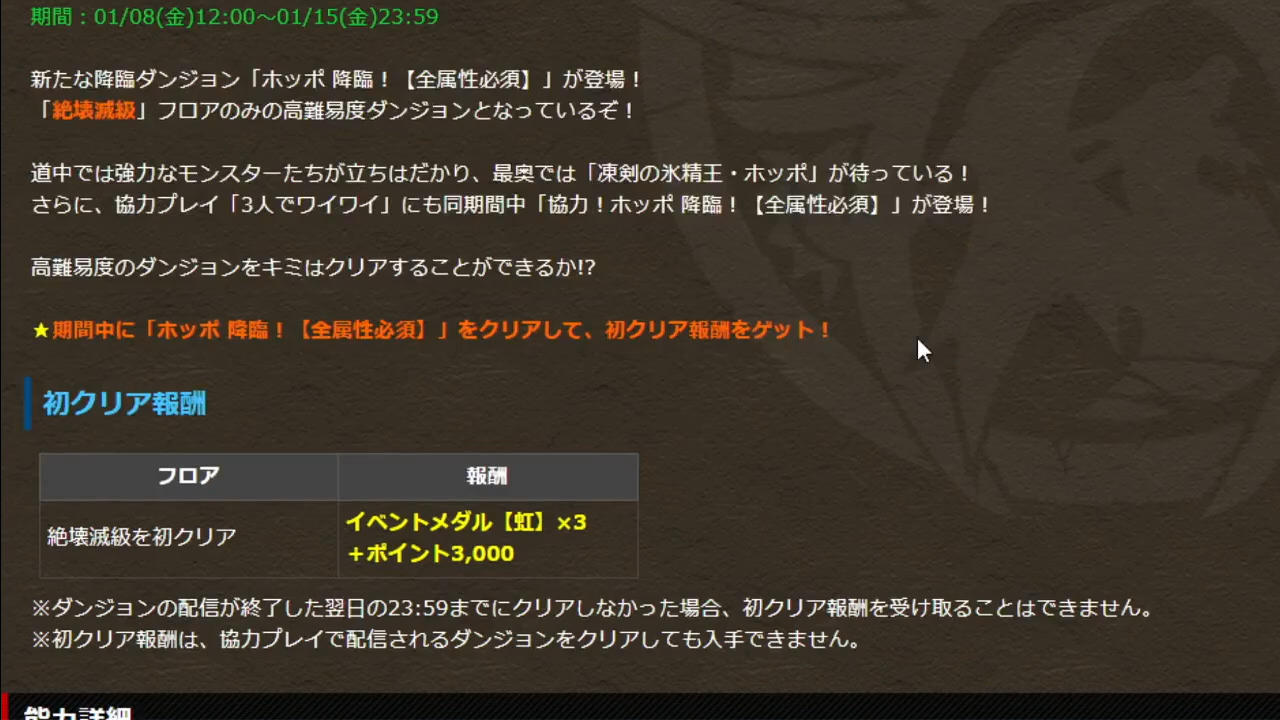 期間：01/08(金)12:00～01/15(金)23:59
新たな降臨ダンジョン「ホッポ 降臨！【全属性必須】」が登場！
「絶壊滅級」フロアのみの高難易度ダンジョンとなっているぞ！
道中では強力なモンスターたちが立ちはだかり、最奥では「凍剣の氷精王・ホッポ」が待っている！
さらに、協力プレイ「3人でワイワイ」にも同期間中「協力！ホッポ 降臨！【全属性必須】」が登場！
高難易度のダンジョンをキミはクリアすることができるか!?
★期間中に「ホッポ 降臨！【全属性必須】」をクリアして、初クリア報酬をゲット！
初クリア報酬
フロア 報酬
絶壊滅級を初クリア イベントメダル【虹】×3
＋ポイント3,000
※ダンジョンの配信が終了した翌日の23:59までにクリアしなかった場合、初クリア報酬を受け取ることはできません。
※初クリア報酬は、協力プレイで配信されるダンジョンをクリアしても入手できません。
能力詳細